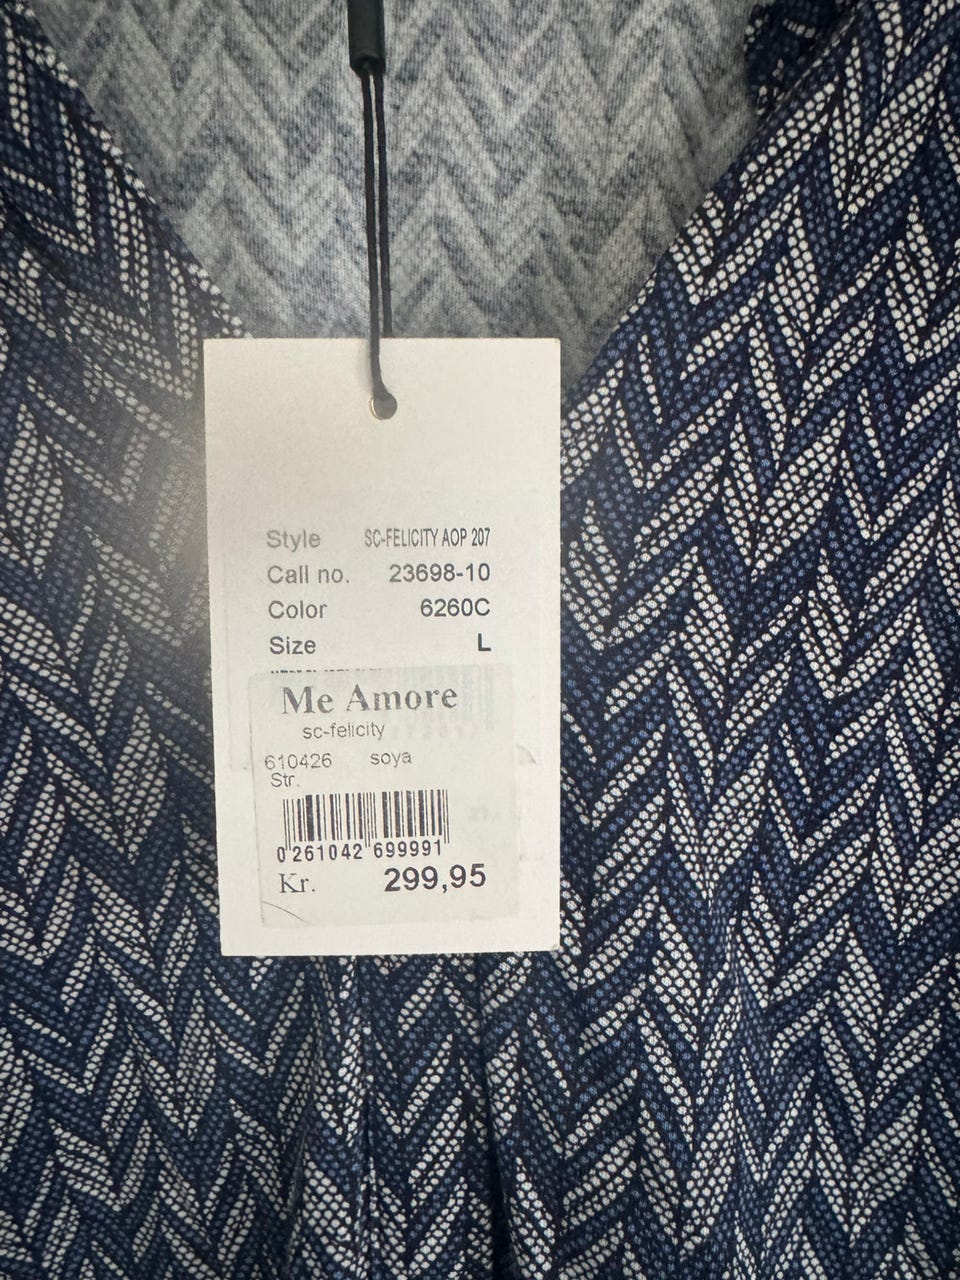 Style SC-FELICITY AOP 207
Call no. 23698-10
Color 6260C
Size L
Me Amore
sc-felicity
610426 soya
Str.
0 261042 699991
Kr. 299,95